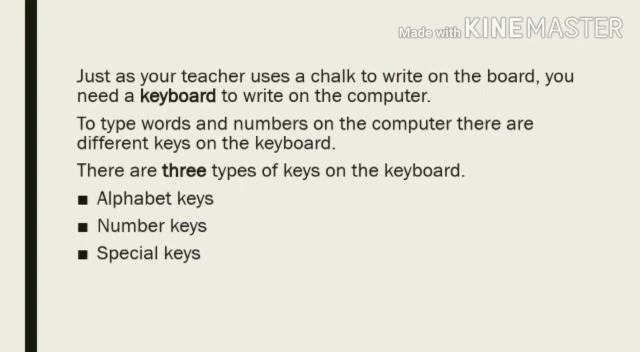 Made with KINEMASTER
Just as your teacher uses a chalk to write on the board, you
need a keyboard to write on the computer.
To type words and numbers on the computer there are
different keys on the keyboard.
There are three types of keys on the keyboard.
■ Alphabet keys
■ Number keys
■ Special keys